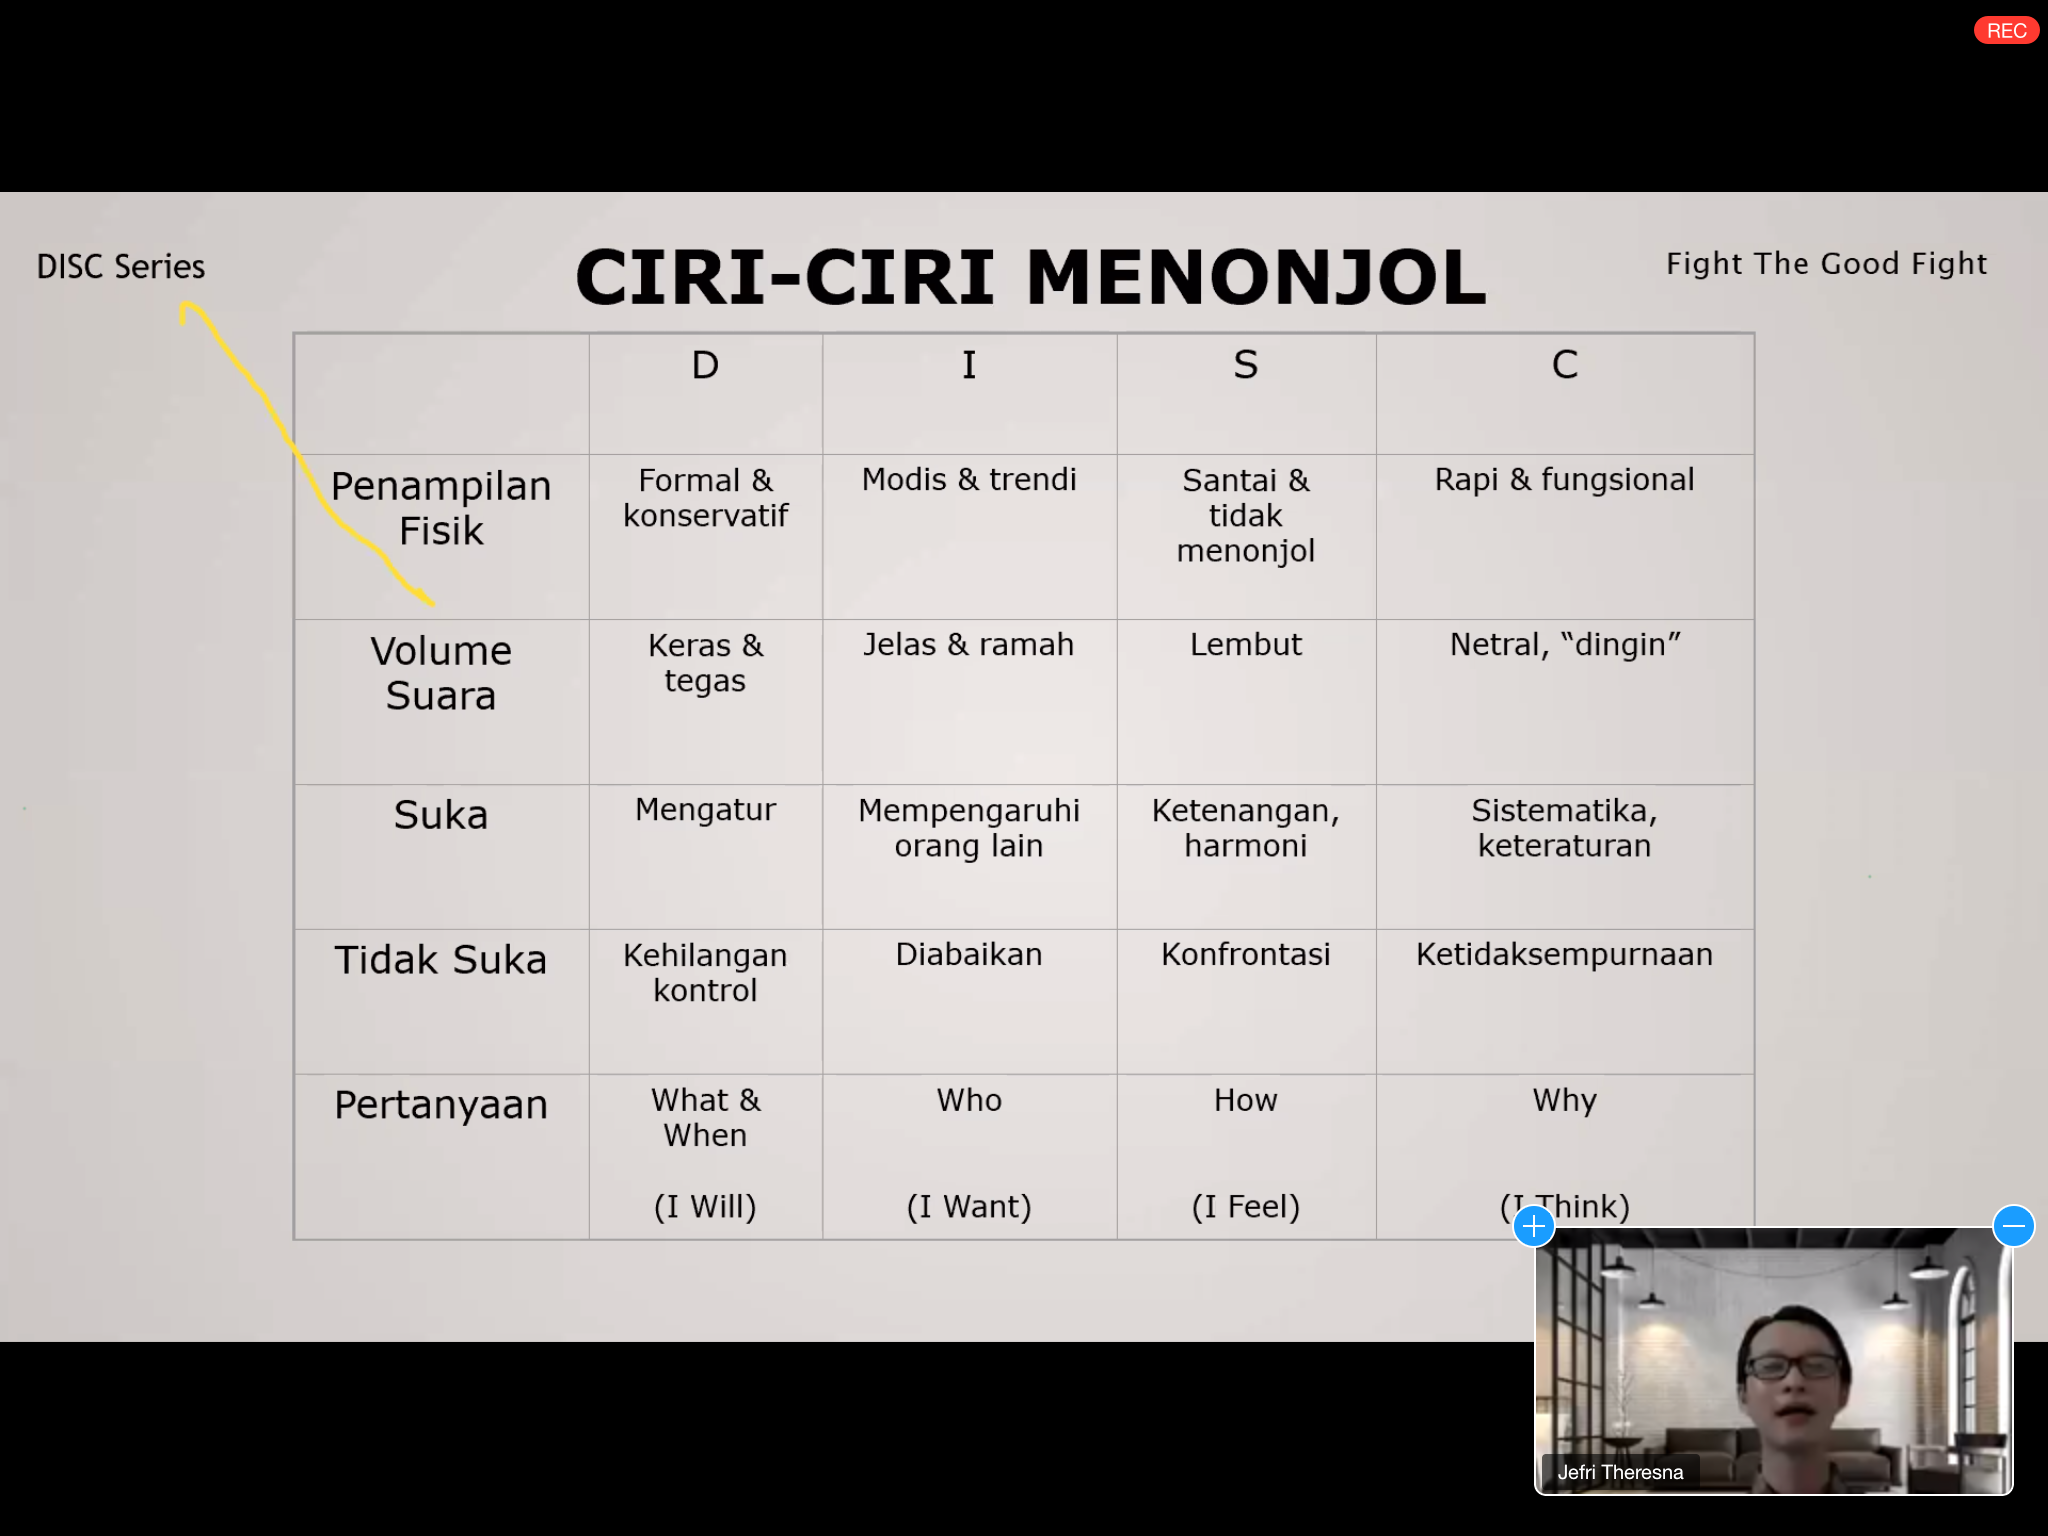 REC
DISC Series
CIRI-CIRI MENONJOL
Fight The Good Fight
D
I
S
C
Penampilan
Fisik
Formal &
konservatif
Modis & trendi
Santai &
tidak
menonjol
Rapi & fungsional
Volume
Suara
Keras &
tegas
Jelas & ramah
Lembut
Netral, “dingin”
Suka
Mengatur
Mempengaruhi
orang lain
Ketenangan,
harmoni
Sistematika,
keteraturan
Tidak Suka
Kehilangan
kontrol
Diabaikan
Konfrontasi
Ketidaksempurnaan
Pertanyaan
What &
When
(I Will)
Who
(I Want)
How
(I Feel)
Why
(I Think)
Jefri Theresna